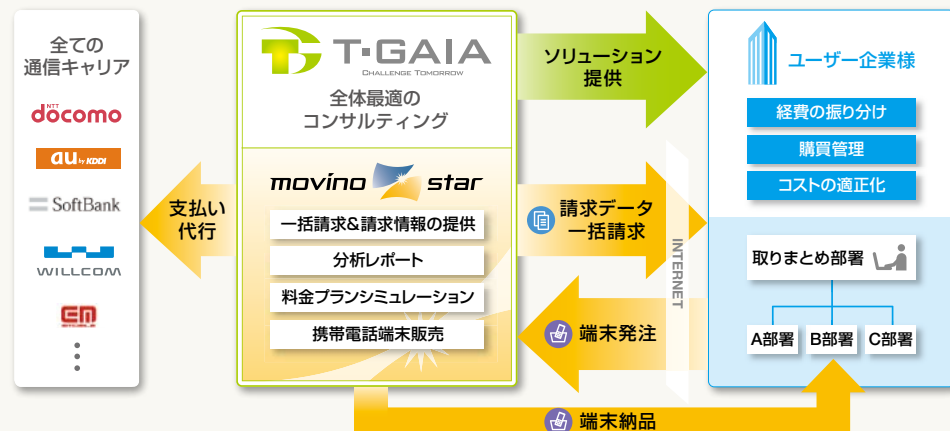 全ての
通信キャリア
NTT
docomo
au by KDDI
SoftBank
WILLCOM
EM
支払い
代行
T・GAIA
CHALLENGE TOMORROW
全体最適の
コンサルティング
movino star
一括請求&請求情報の提供
分析レポート
料金プランシミュレーション
携帯電話端末販売
ソリューション
提供
請求データ
一括請求
端末発注
端末納品
INTERNET
ユーザー企業様
経費の振り分け
購買管理
コストの適正化
取りまとめ部署
A部署 B部署 C部署